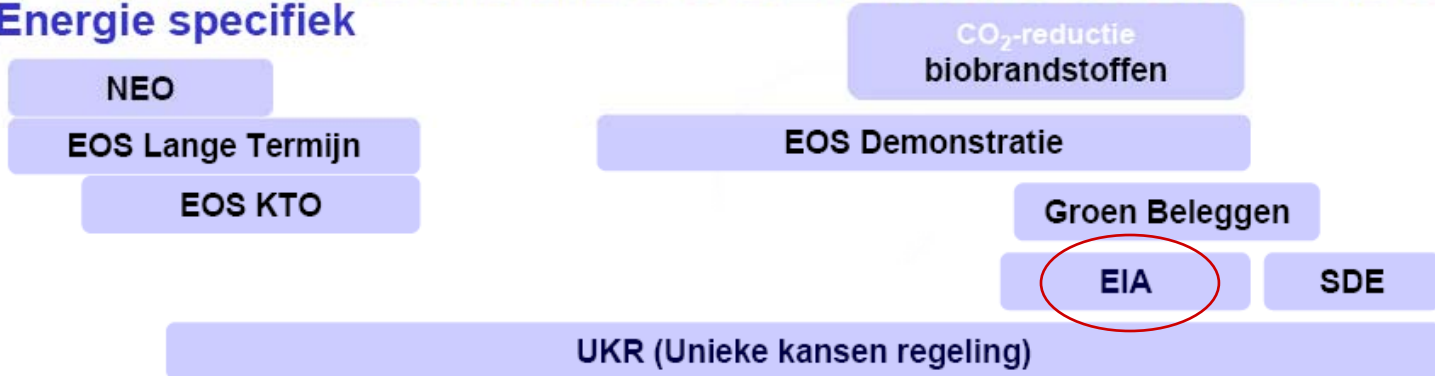 Energie specifiek
CO₂-reductie
biobrandstoffen
NEO
EOS Lange Termijn
EOS Demonstratie
EOS KTO
Groen Beleggen
EIA
SDE
UKR (Unieke kansen regeling)